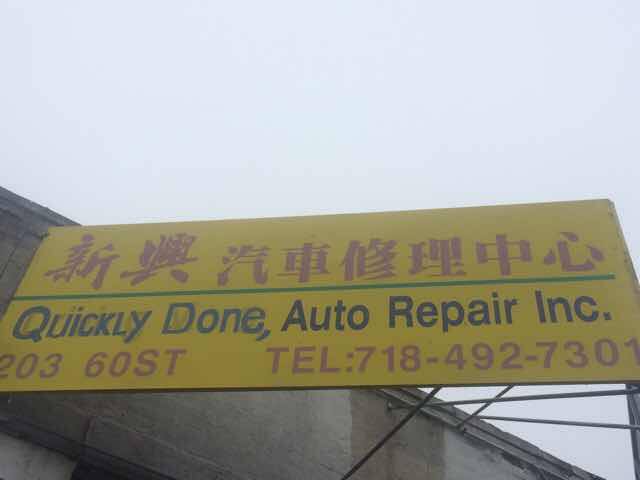 新興 汽車修理中心
Quickly Done, Auto Repair Inc.
203 60ST TEL:718-492-7301